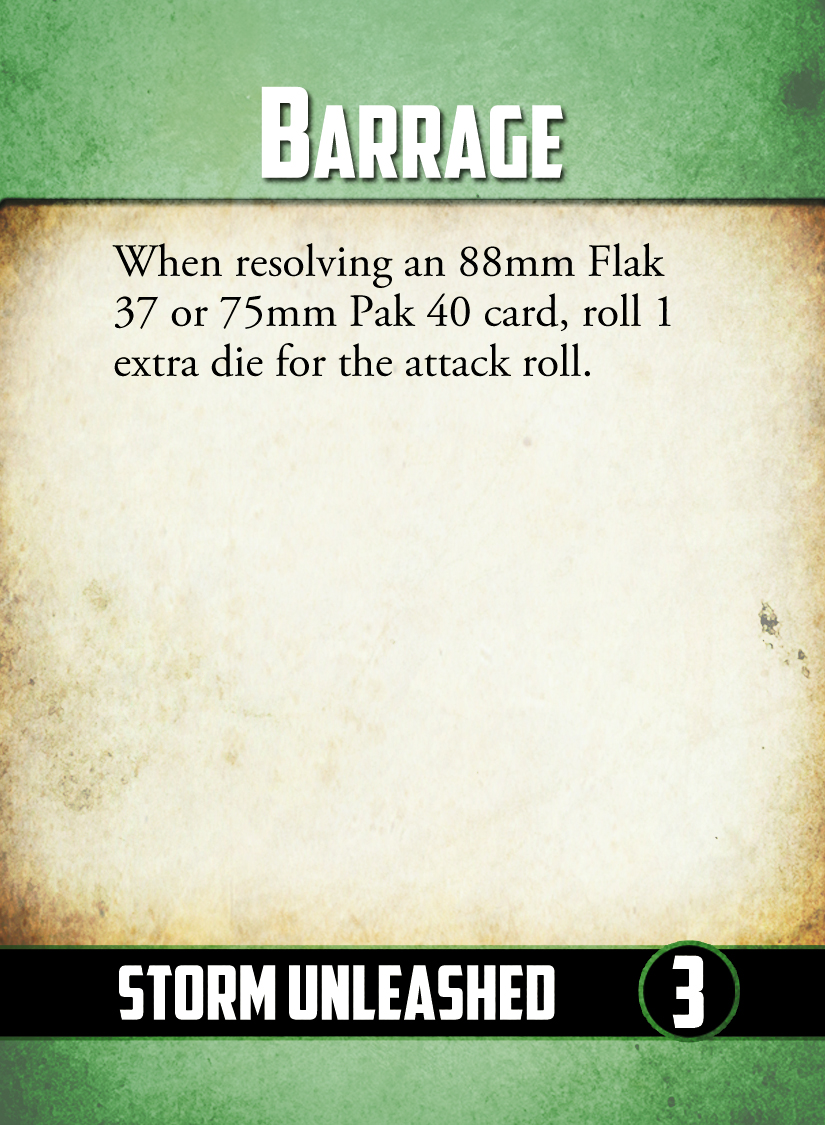 BARRAGE
When resolving an 88mm Flak
37 or 75mm Pak 40 card, roll 1
extra die for the attack roll.
STORM UNLEASHED 3